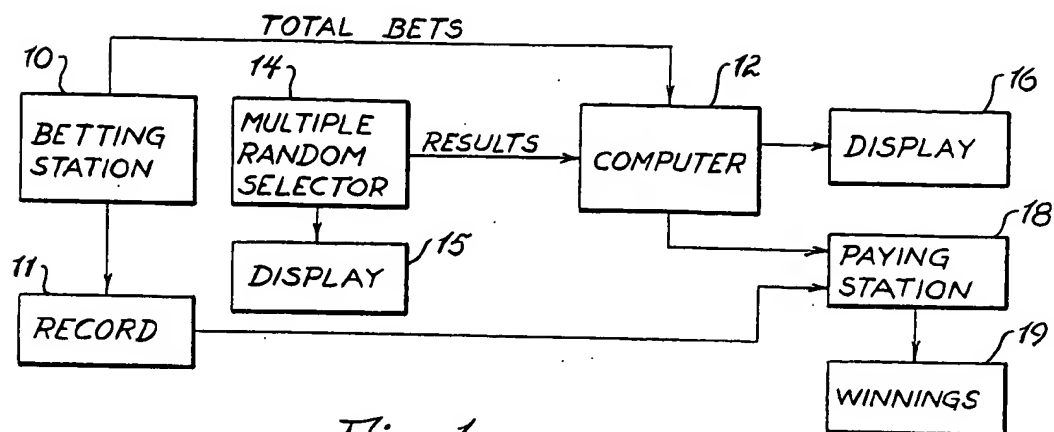 TOTAL BETS
10
14
12
16
BETTING
STATION
MULTIPLE
RANDOM
SELECTOR
RESULTS
COMPUTER
DISPLAY
11
RECORD
15
DISPLAY
18
PAYING
STATION
19
WINNINGS